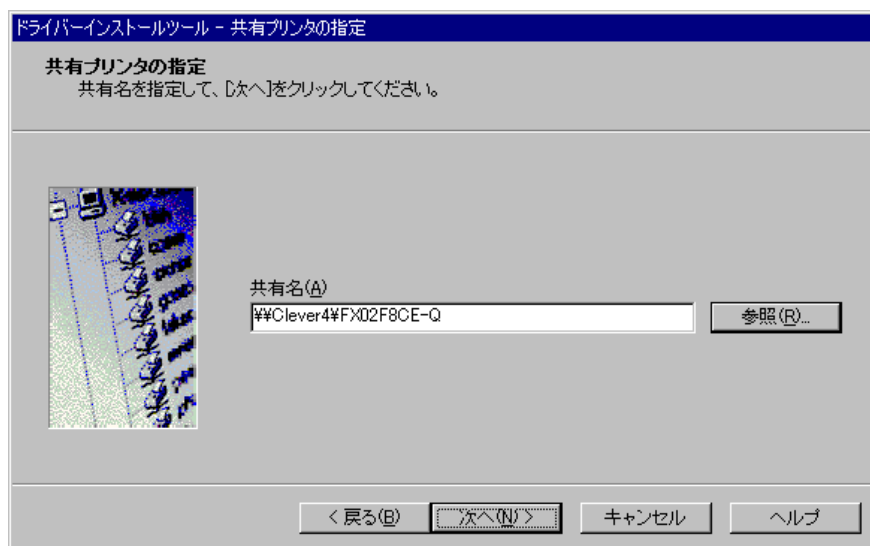 ドライバーインストールツール - 共有プリンタの指定
共有プリンタの指定
共有名を指定して、[次へ]をクリックしてください。
共有名(A)
¥¥Clever4¥FX02F8CE-Q
参照(R)...
< 戻る(B)
次へ(N) >
キャンセル
ヘルプ